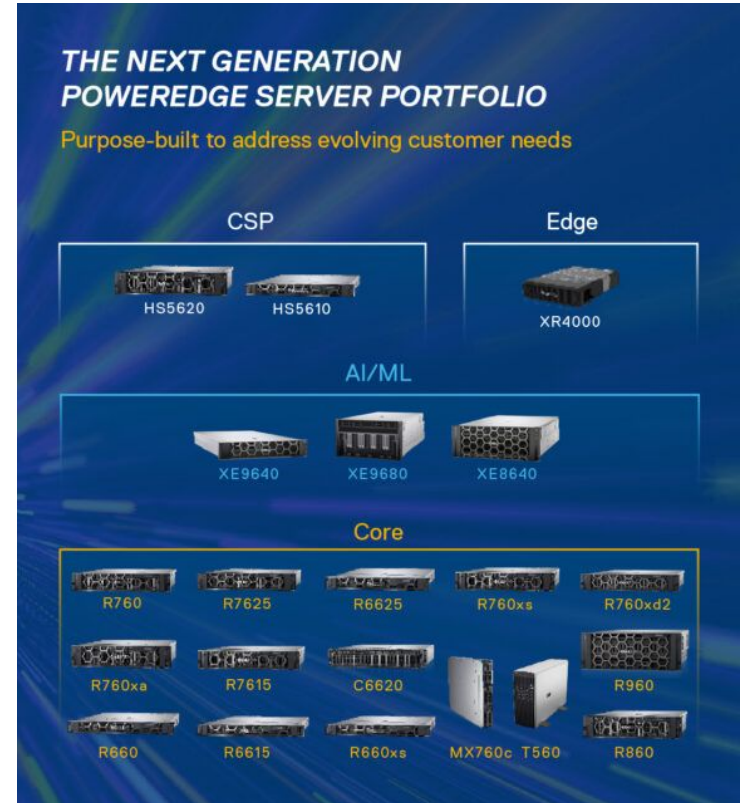 THE NEXT GENERATION
POWEREDGE SERVER PORTFOLIO
Purpose-built to address evolving customer needs
CSP
Edge
HS5620
HS5610
XR4000
AI/ML
XE9640
XE9680
XE8640
Core
R760
R7625
R6625
R760xs
R760xd2
R760xa
R7615
C6620
R960
R660
R6615
R660xs
MX760c
T560
R860